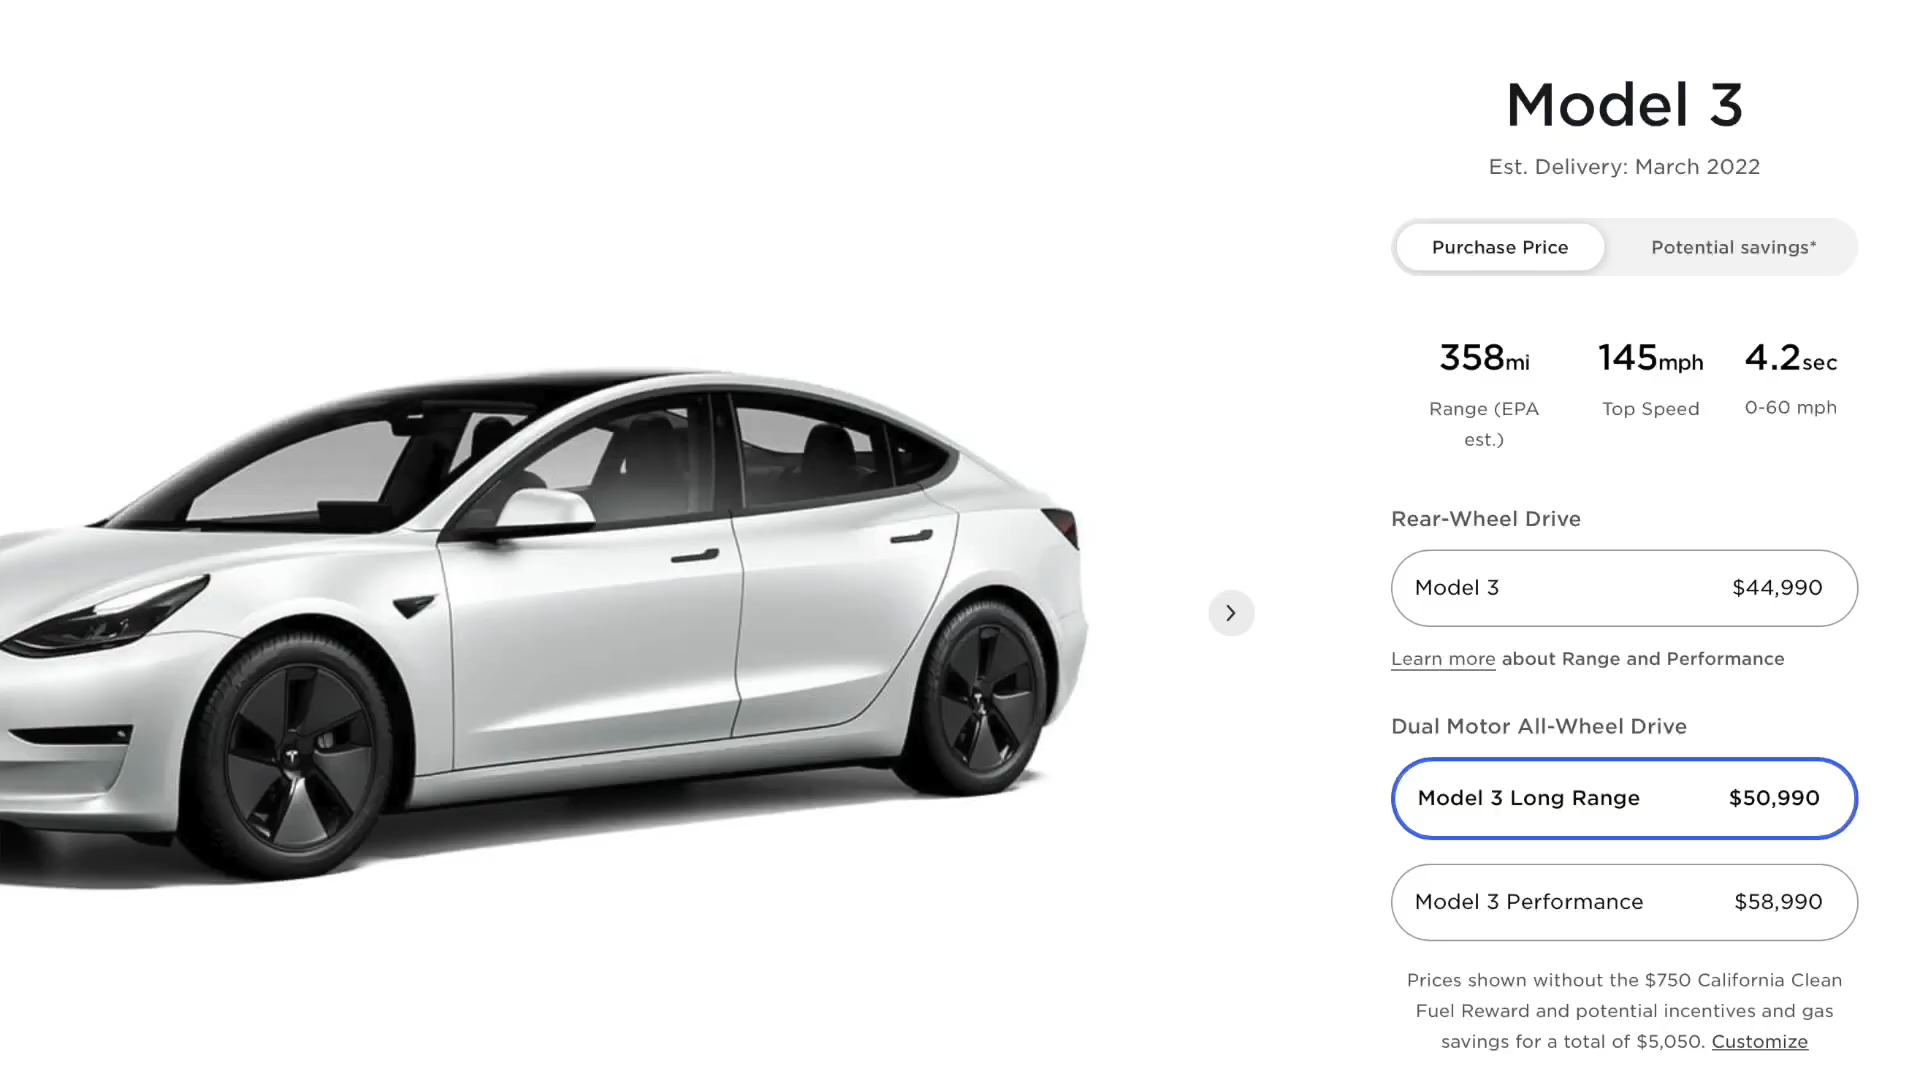 Model 3
Est. Delivery: March 2022
Purchase Price
Potential savings*
358mi
145mph
4.2sec
Range (EPA
est.)
Top Speed
0-60 mph
Rear-Wheel Drive
Model 3
$44,990
Learn more about Range and Performance
Dual Motor All-Wheel Drive
Model 3 Long Range
$50,990
Model 3 Performance
$58,990
Prices shown without the $750 California Clean
Fuel Reward and potential incentives and gas
savings for a total of $5,050. Customize